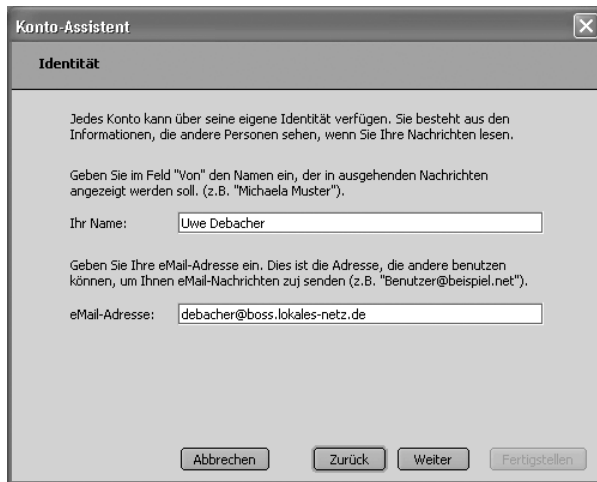 Konto-Assistent
Identität
Jedes Konto kann über seine eigene Identität verfügen. Sie besteht aus den
Informationen, die andere Personen sehen, wenn Sie Ihre Nachrichten lesen.
Geben Sie im Feld "Von" den Namen ein, der in ausgehenden Nachrichten
angezeigt werden soll. (z.B. "Michaela Muster").
Ihr Name: Uwe Debacher
Geben Sie Ihre eMail-Adresse ein. Dies ist die Adresse, die andere benutzen
können, um Ihnen eMail-Nachrichten zuj senden (z.B. "Benutzer@beispiel.net").
eMail-Adresse: debacher@boss.lokales-netz.de
Abbrechen Zurück Weiter Fertigstellen